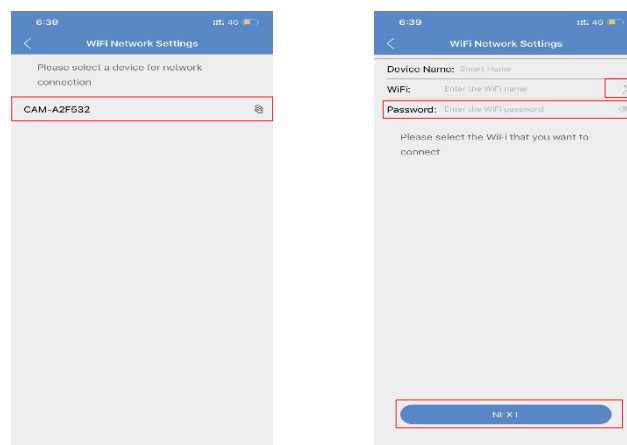 6:39
4G
WiFi Network Settings
Please select a device for network
connection
CAM-A2F532
6:39
4G
WiFi Network Settings
Device Name: Smart Home
WiFi: Enter the WiFi name
Password: Enter the WiFi password
Please select the WiFi that you want to
connect
NEXT